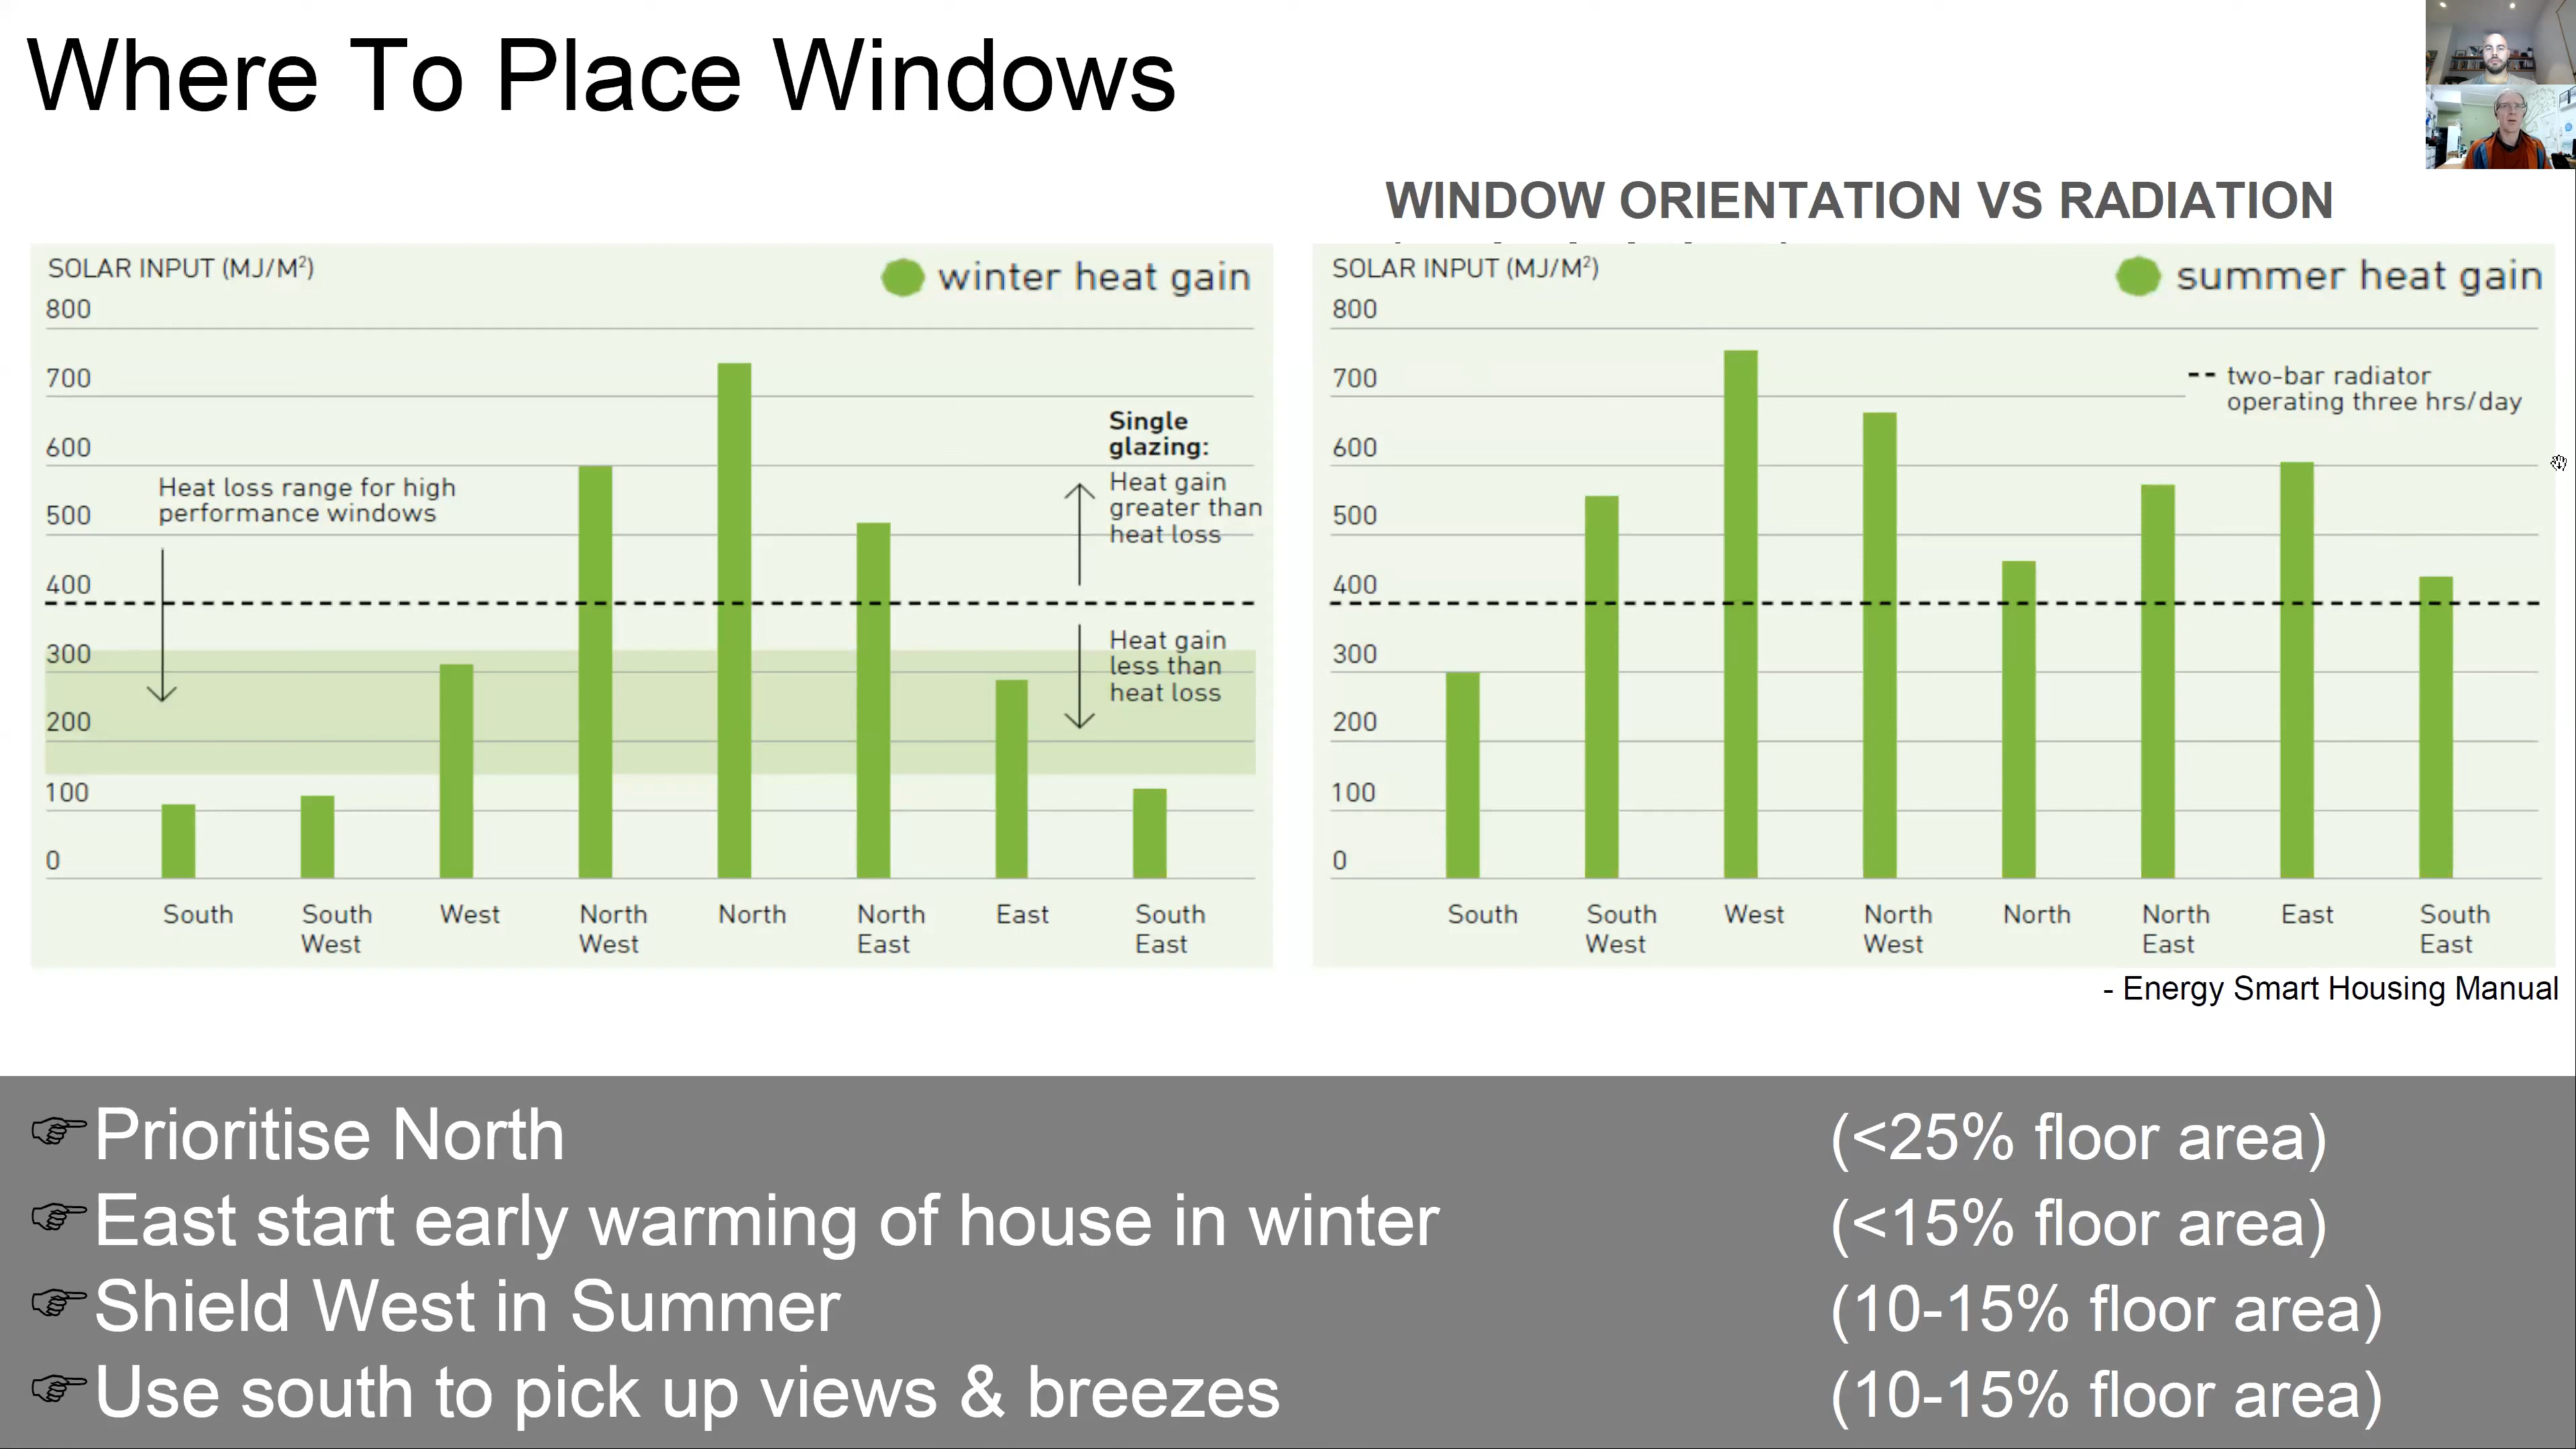 Where To Place Windows
WINDOW ORIENTATION VS RADIATION
SOLAR INPUT (MJ/M²)
winter heat gain
800
700
600
500
400
300
200
100
0
Heat loss range for high
performance windows
Single
glazing:
Heat gain
greater than
heat loss
Heat gain
less than
heat loss
South
South
West
West
North
West
North
North
East
East
South
East
SOLAR INPUT (MJ/M²)
summer heat gain
800
700
600
500
400
300
200
100
0
-- two-bar radiator
operating three hrs/day
South
South
West
West
North
West
North
North
East
East
South
East
- Energy Smart Housing Manual
Prioritise North (<25% floor area)
East start early warming of house in winter (<15% floor area)
Shield West in Summer (10-15% floor area)
Use south to pick up views & breezes (10-15% floor area)